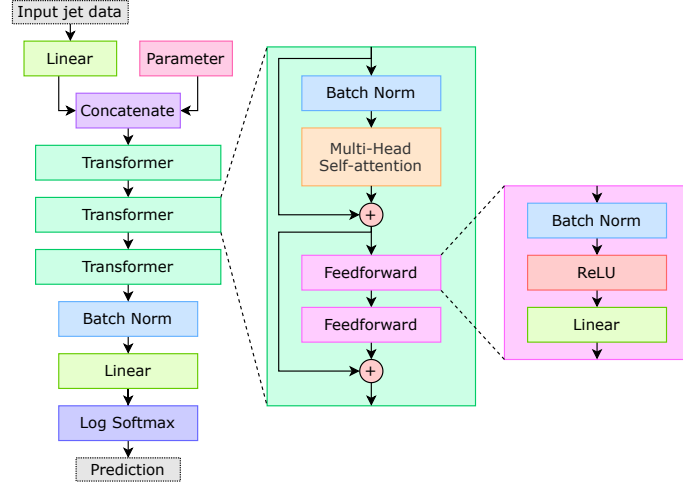 Input jet data
Linear
Parameter
Concatenate
Transformer
Transformer
Transformer
Batch Norm
Linear
Log Softmax
Prediction
Batch Norm
Multi-Head
Self-attention
+
Feedforward
Feedforward
+
Batch Norm
ReLU
Linear